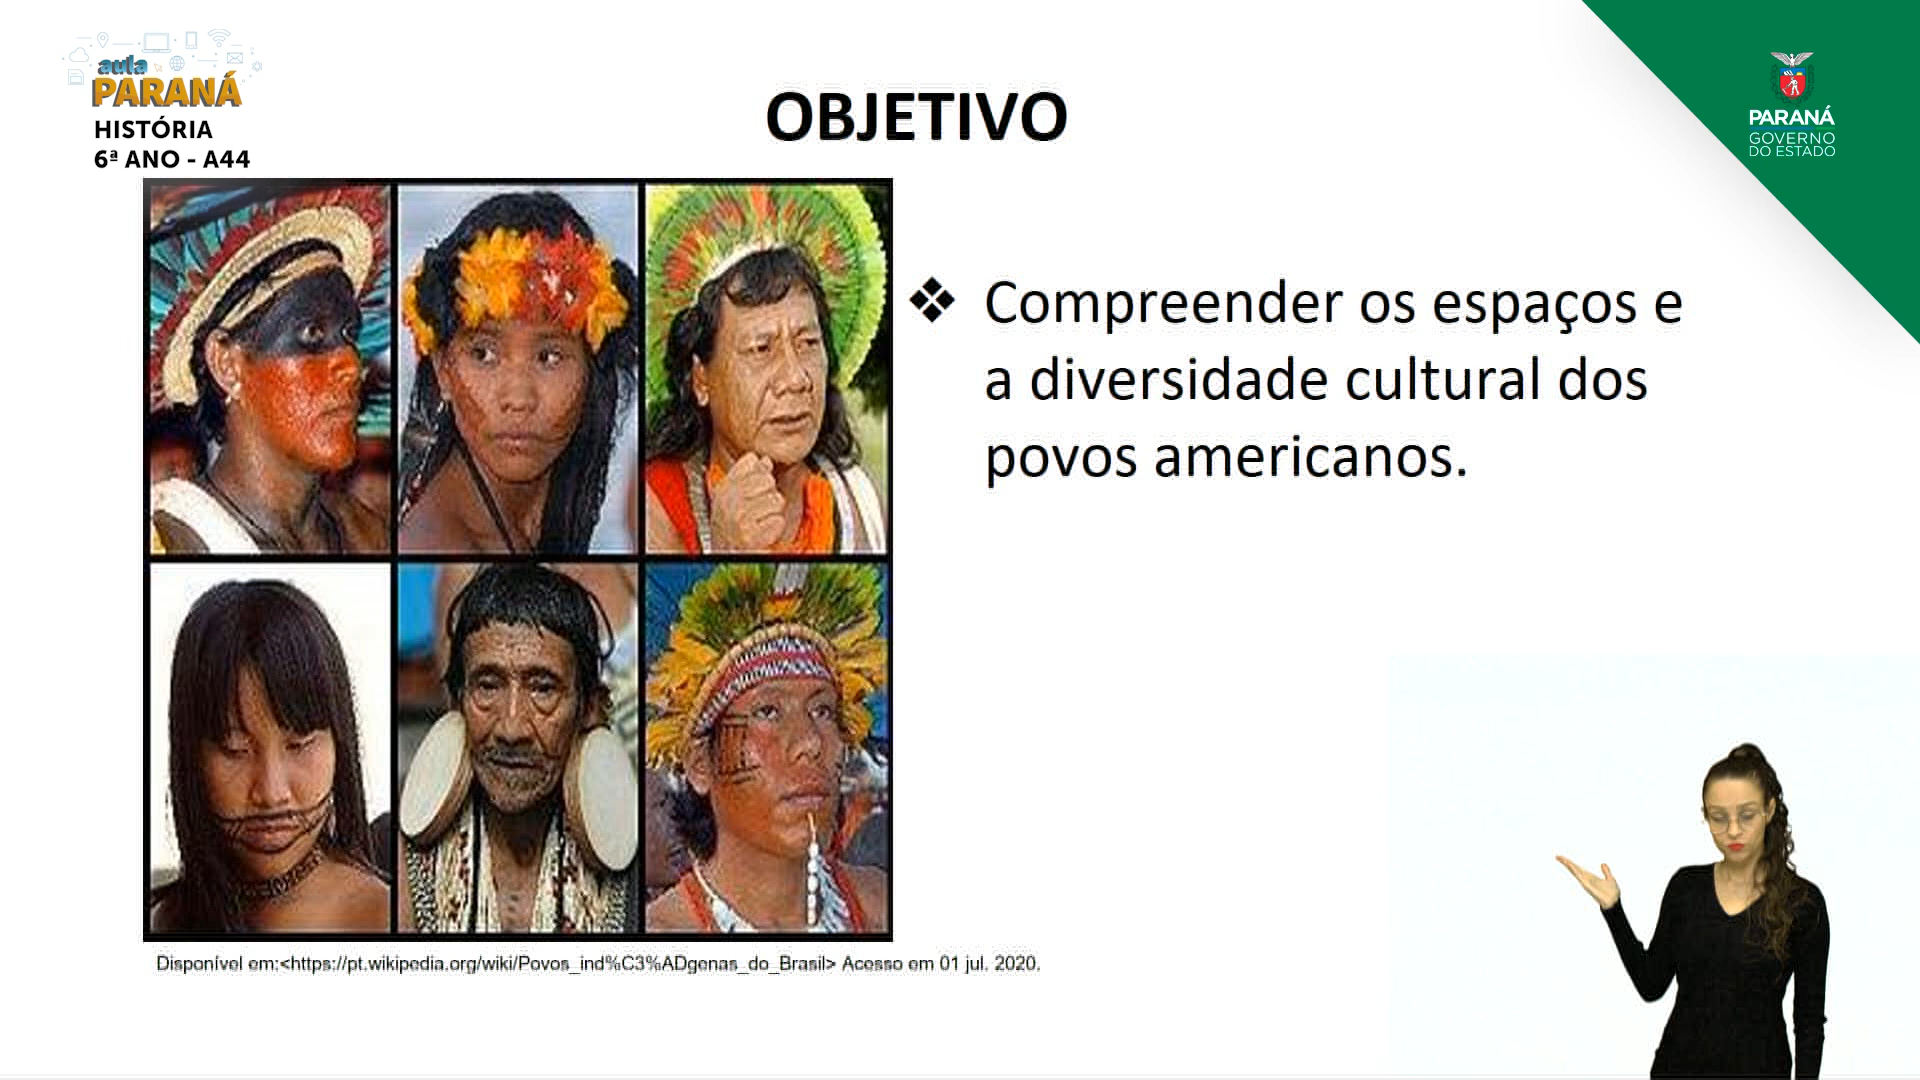 aula
PARANÁ
HISTÓRIA
6ª ANO - A44
OBJETIVO
PARANÁ
GOVERNO
DO ESTADO
❖ Compreender os espaços e
a diversidade cultural dos
povos americanos.
Disponível em:<https://pt.wikipedia.org/wiki/Povos_ind%C3%ADgenas_do_Brasil> Acesso em 01 jul. 2020.